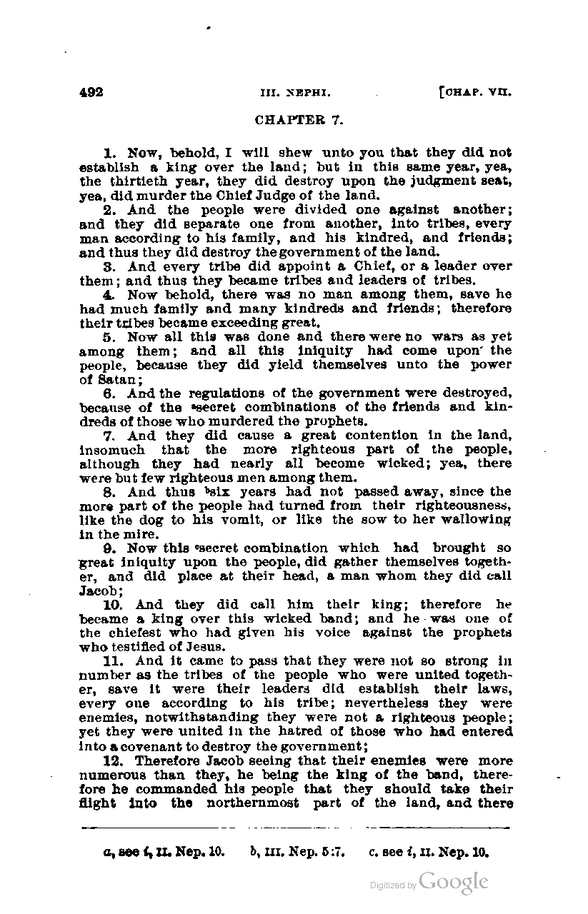 492 III. NEPHI. [CHAP. VII.
CHAPTER 7.
1. Now, behold, I will shew unto you that they did not
establish a king over the land; but in this same year, yea,
the thirtieth year, they did destroy upon the judgment seat,
yea, did murder the Chief Judge of the land.
2. And the people were divided one against another;
and they did separate one from another, into tribes, every
man according to his family, and his kindred, and friends;
and thus they did destroy the government of the land.
3. And every tribe did appoint a Chief, or a leader over
them; and thus they became tribes and leaders of tribes.
4. Now behold, there was no man among them, save he
had much family and many kindreds and friends; therefore
their tribes became exceeding great.
5. Now all this was done and there were no wars as yet
among them; and all this iniquity had come upon the
people, because they did yield themselves unto the power
of Satan;
6. And the regulations of the government were destroyed,
because of the ᵃsecret combinations of the friends and kin-
dreds of those who murdered the prophets.
7. And they did cause a great contention in the land,
insomuch that the more righteous part of the people,
although they had nearly all become wicked; yea, there
were but few righteous men among them.
8. And thus ᵇsix years had not passed away, since the
more part of the people had turned from their righteousness,
like the dog to his vomit, or like the sow to her wallowing
in the mire.
9. Now this ᶜsecret combination which had brought so
great iniquity upon the people, did gather themselves togeth-
er, and did place at their head, a man whom they did call
Jacob;
10. And they did call him their king; therefore he
became a king over this wicked band; and he was one of
the chiefest who had given his voice against the prophets
who testified of Jesus.
11. And it came to pass that they were not so strong in
number as the tribes of the people who were united togeth-
er, save it were their leaders did establish their laws,
every one according to his tribe; nevertheless they were
enemies, notwithstanding they were not a righteous people;
yet they were united in the hatred of those who had entered
into a covenant to destroy the government;
12. Therefore Jacob seeing that their enemies were more
numerous than they, he being the king of the band, there-
fore he commanded his people that they should take their
flight into the northernmost part of the land, and there
a, see i, II. Nep. 10. b, III. Nep. 5:7. c. see i, II. Nep. 10.
Digitized by Google